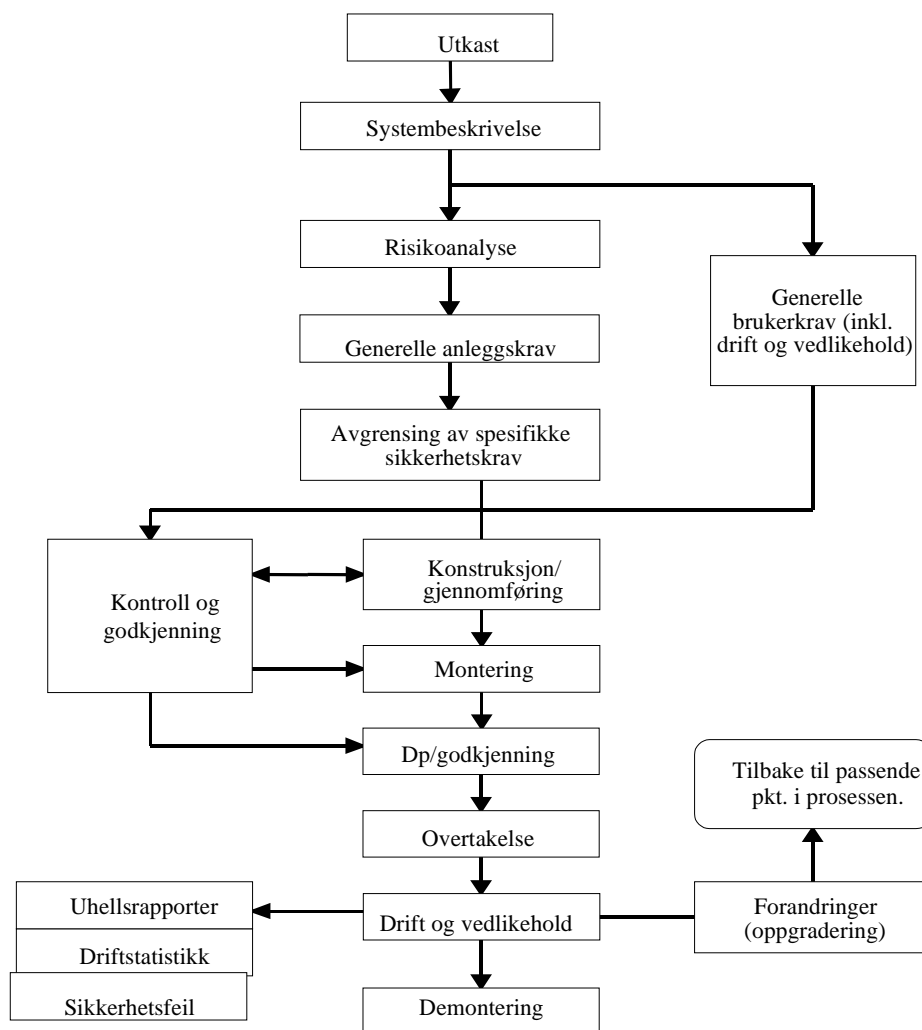 Utkast
Systembeskrivelse
Risikoanalyse
Generelle
brukerkrav (inkl.
drift og vedlikehold)
Generelle anleggskrav
Avgrensing av spesifikke
sikkerhetskrav
Kontroll og
godkjenning
Konstruksjon/
gjennomføring
Montering
Dp/godkjenning
Tilbake til passende
pkt. i prosessen.
Overtakelse
Uhellsrapporter
Driftstatistikk
Sikkerhetsfeil
Drift og vedlikehold
Forandringer
(oppgradering)
Demontering